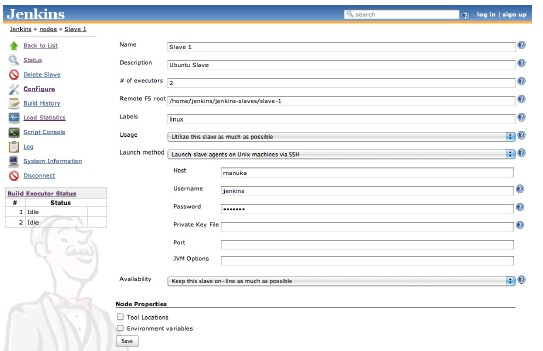 Jenkins
search
log in | sign up
Jenkins » nodes » Slave 1
Back to List
Status
Delete Slave
Configure
Build History
Load Statistics
Script Console
Log
System Information
Disconnect
Build Executor Status
# Status
1 Idle
2 Idle
Name Slave 1
Description Ubuntu Slave
# of executors 2
Remote FS root /home/jenkins/jenkins-slaves/slave-1
Labels linux
Usage Utilize this slave as much as possible
Launch method Launch slave agents on Unix machines via SSH
Host manuka
Username jenkins
Password •••••••
Private Key File
Port
JVM Options
Availability Keep this slave on-line as much as possible
Node Properties
Tool Locations
Environment variables
Save